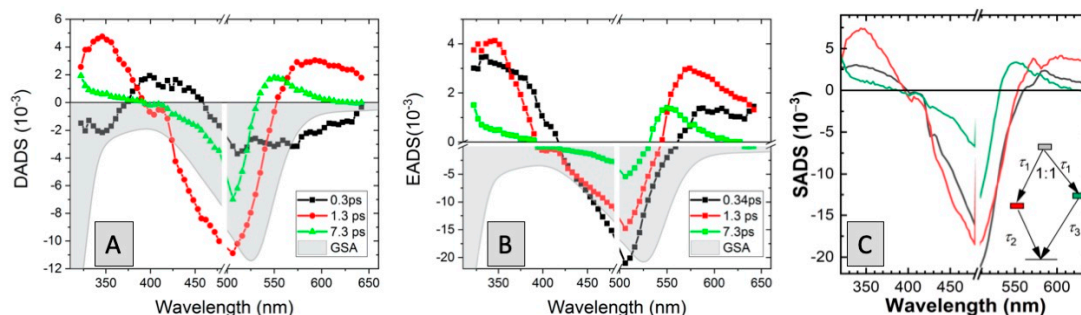 DADS (10⁻³)
6
4
2
0
-2
-4
-6
-8
-10
-12
350 400 450 500 550 600 650
Wavelength (nm)
A
0.3ps
1.3 ps
7.3 ps
GSA
EADS(10⁻³)
4
2
0
-5
-10
-15
-20
350 400 450 500 550 600 650
Wavelength (nm)
B
0.34ps
1.3 ps
7.3 ps
GSA
SADS (10⁻³)
5
0
-5
-10
-15
-20
350 400 450 530 580 630
Wavelength (nm)
C
τ₁ τ₁
1:1
τ₂ τ₃